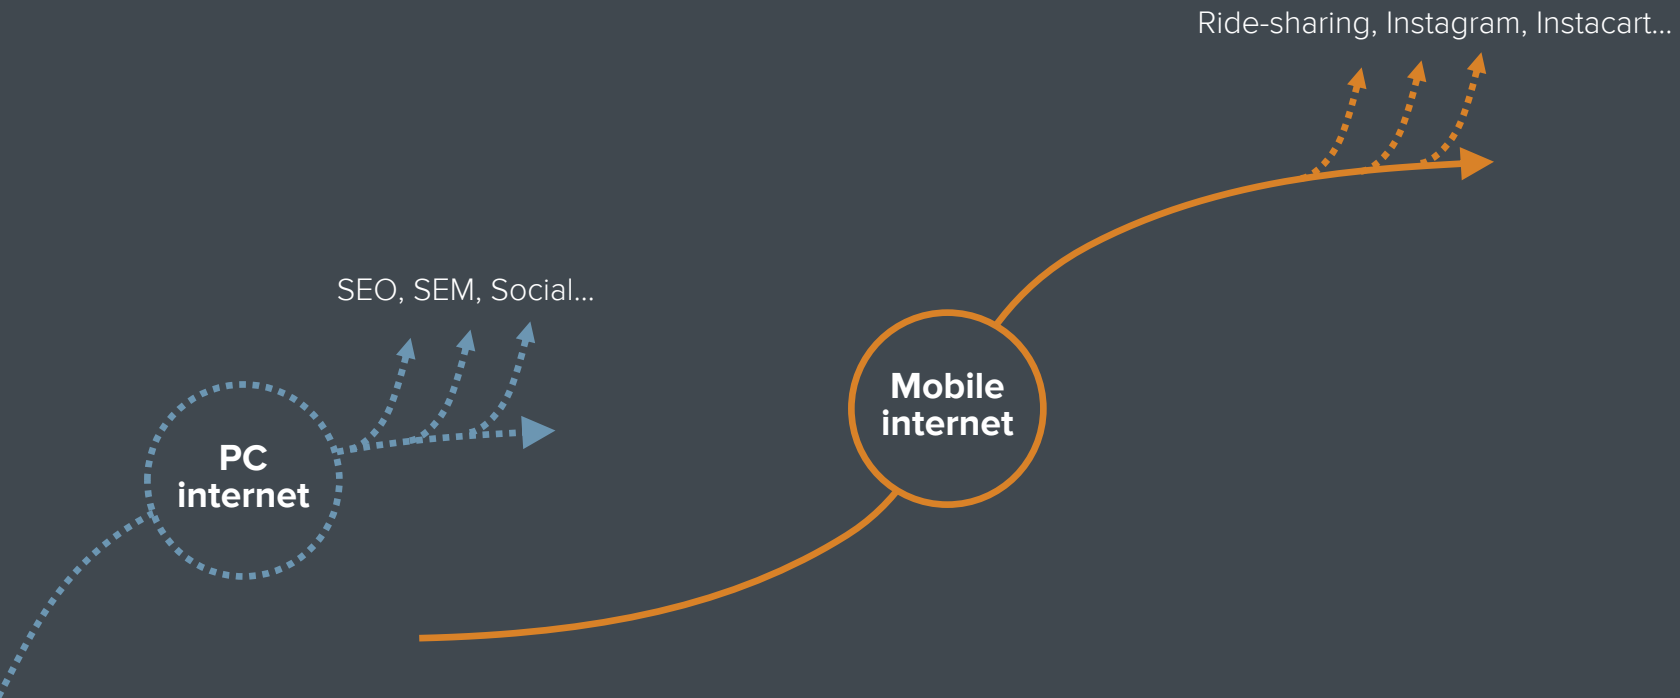 Ride-sharing, Instagram, Instacart...
SEO, SEM, Social...
Mobile
internet
PC
internet